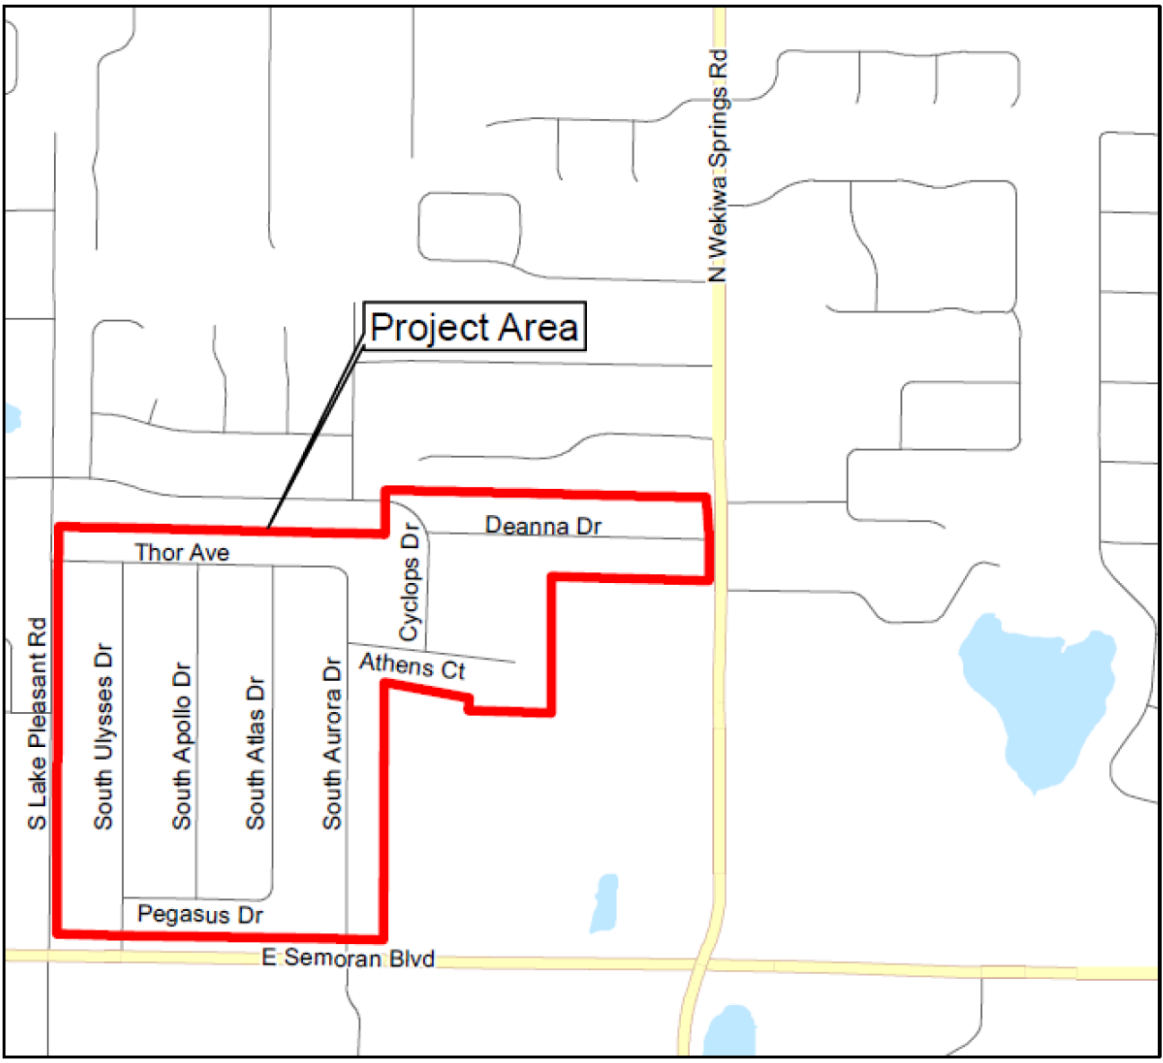 N Wekiwa Springs Rd
Project Area
Deanna Dr
Thor Ave
Cyclops Dr
Athens Ct
S Lake Pleasant Rd
South Ulysses Dr
South Apollo Dr
South Atlas Dr
South Aurora Dr
Pegasus Dr
E Semoran Blvd